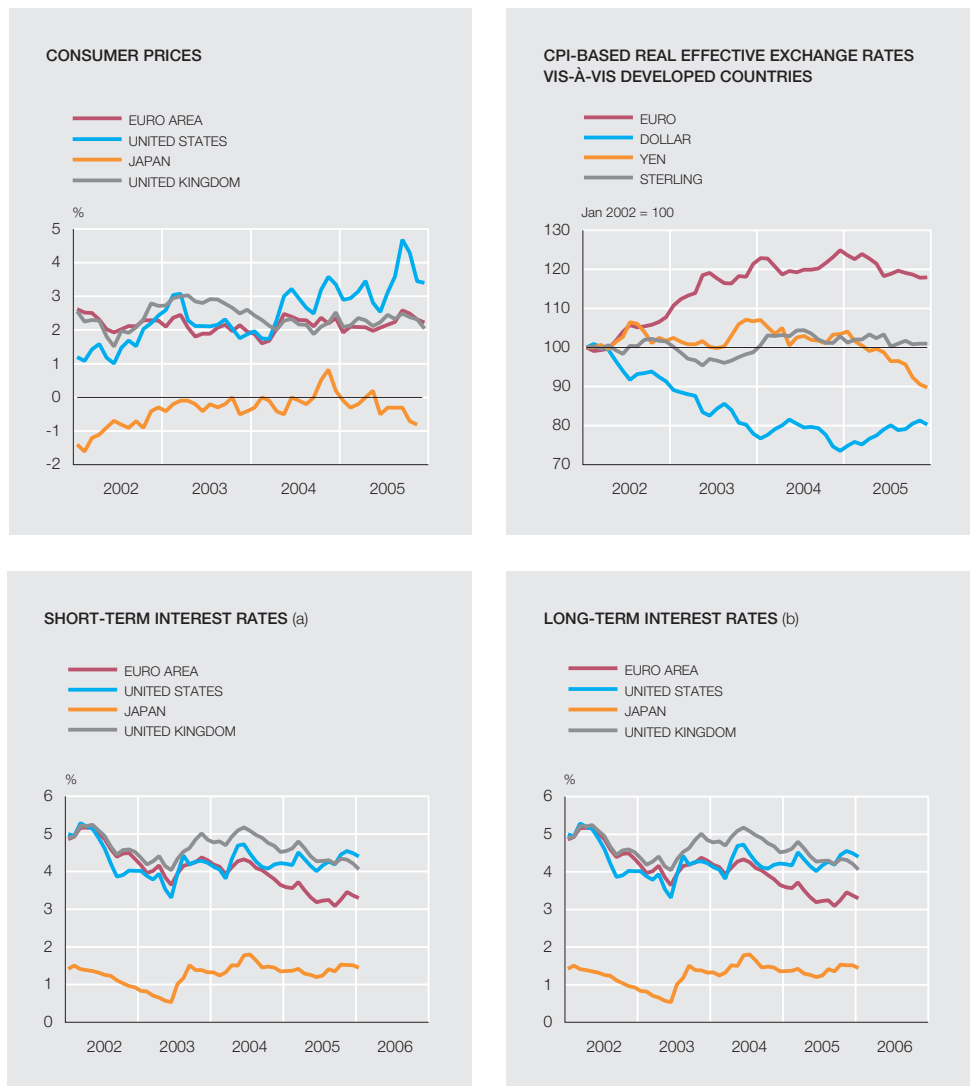 CONSUMER PRICES
EURO AREA
UNITED STATES
JAPAN
UNITED KINGDOM
%
5
4
3
2
1
0
-1
-2
2002 2003 2004 2005
CPI-BASED REAL EFFECTIVE EXCHANGE RATES
VIS-À-VIS DEVELOPED COUNTRIES
EURO
DOLLAR
YEN
STERLING
Jan 2002 = 100
130
120
110
100
90
80
70
2002 2003 2004 2005
SHORT-TERM INTEREST RATES (a)
EURO AREA
UNITED STATES
JAPAN
UNITED KINGDOM
%
6
5
4
3
2
1
0
2002 2003 2004 2005 2006
LONG-TERM INTEREST RATES (b)
EURO AREA
UNITED STATES
JAPAN
UNITED KINGDOM
%
6
5
4
3
2
1
0
2002 2003 2004 2005 2006